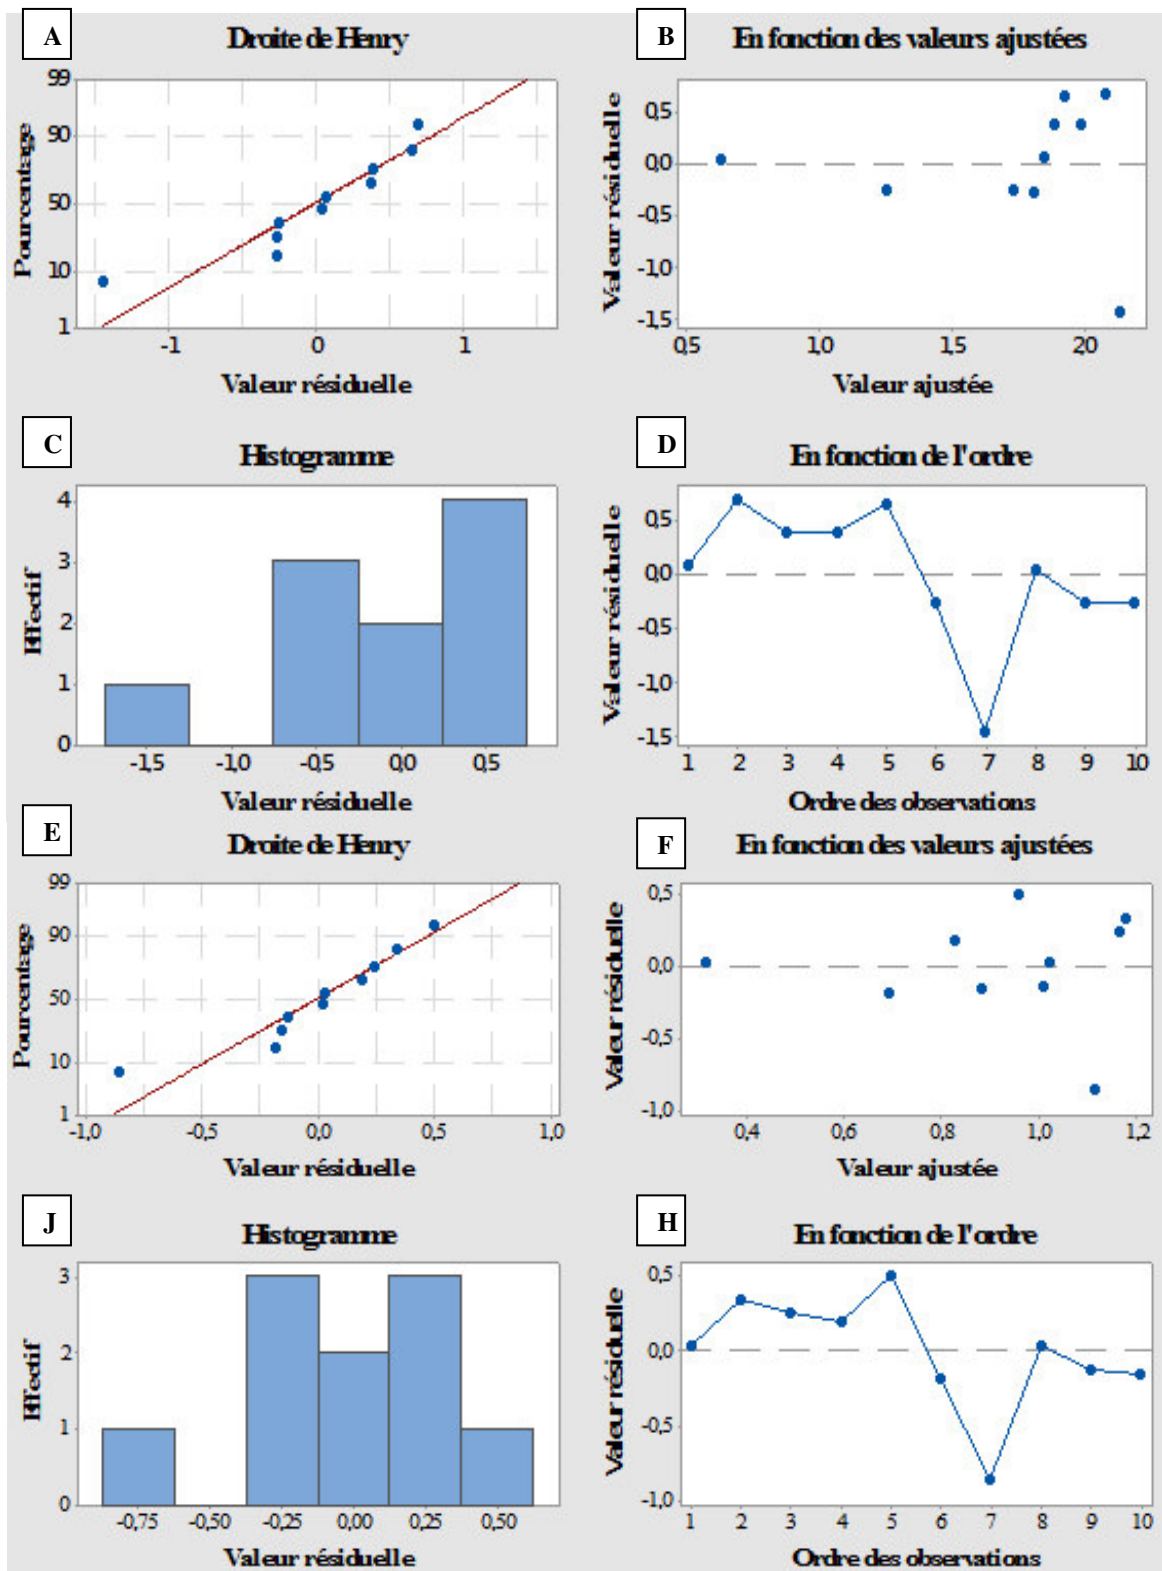 A
Droite de Henry
99
90
50
10
1
Pourcentage
-1 0 1
Valeur résiduelle
B
En fonction des valeurs ajustées
0,5
0,0
-0,5
-1,0
-1,5
Valeur résiduelle
0,5 1,0 1,5 2,0
Valeur ajustée
C
Histogramme
4
3
2
1
0
Effectif
-1,5 -1,0 -0,5 0,0 0,5
Valeur résiduelle
D
En fonction de l'ordre
0,5
0,0
-0,5
-1,0
-1,5
Valeur résiduelle
1 2 3 4 5 6 7 8 9 10
Ordre des observations
E
Droite de Henry
99
90
50
10
1
Pourcentage
-1,0 -0,5 0,0 0,5 1,0
Valeur résiduelle
F
En fonction des valeurs ajustées
0,5
0,0
-0,5
-1,0
Valeur résiduelle
0,4 0,6 0,8 1,0 1,2
Valeur ajustée
J
Histogramme
3
2
1
0
Effectif
-0,75 -0,50 -0,25 0,00 0,25 0,50
Valeur résiduelle
H
En fonction de l'ordre
0,5
0,0
-0,5
-1,0
Valeur résiduelle
1 2 3 4 5 6 7 8 9 10
Ordre des observations